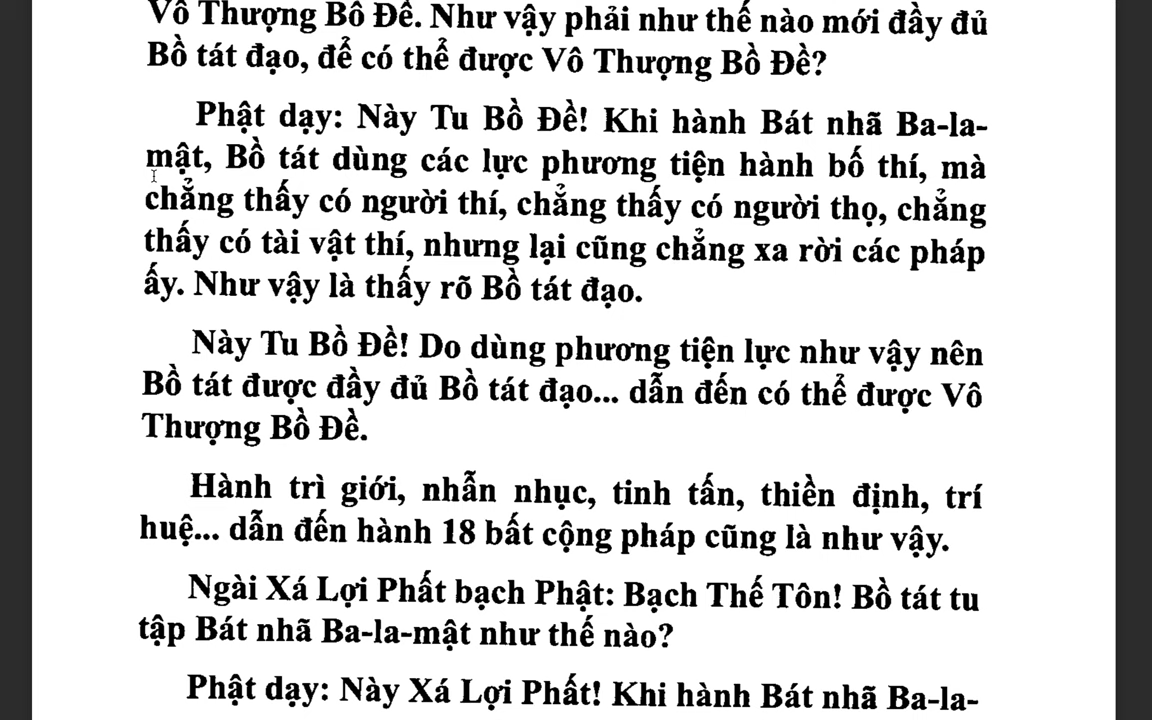 Vô Thượng Bồ Đề. Như vậy phải như thế nào mới đầy đủ
Bồ tát đạo, để có thể được Vô Thượng Bồ Đề?
Phật dạy: Này Tu Bồ Đề! Khi hành Bát nhã Ba-la-
mật, Bồ tát dùng các lực phương tiện hành bố thí, mà
chẳng thấy có người thí, chẳng thấy có người thọ, chẳng
thấy có tài vật thí, nhưng lại cũng chẳng xa rời các pháp
ấy. Như vậy là thấy rõ Bồ tát đạo.
Này Tu Bồ Đề! Do dùng phương tiện lực như vậy nên
Bồ tát được đầy đủ Bồ tát đạo... dẫn đến có thể được Vô
Thượng Bồ Đề.
Hành trì giới, nhẫn nhục, tinh tấn, thiền định, trí
huệ... dẫn đến hành 18 bất cộng pháp cũng là như vậy.
Ngài Xá Lợi Phất bạch Phật: Bạch Thế Tôn! Bồ tát tu
tập Bát nhã Ba-la-mật như thế nào?
Phật dạy: Này Xá Lợi Phất! Khi hành Bát nhã Ba-la-